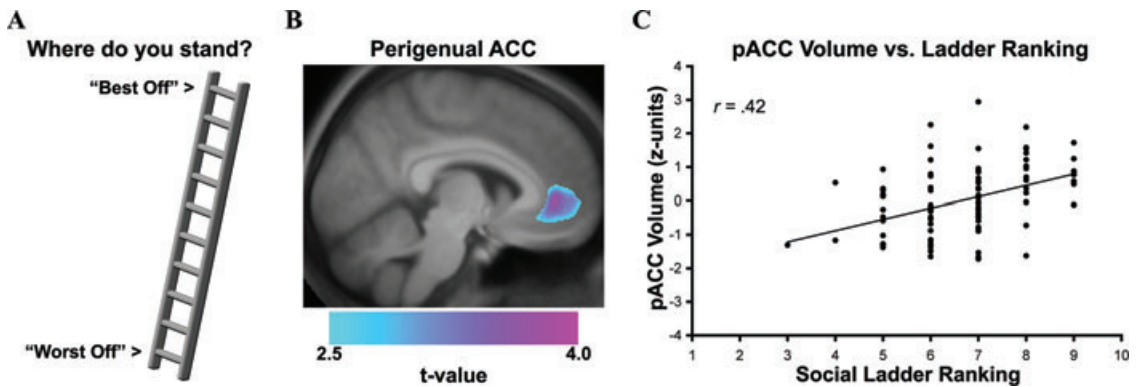 A
Where do you stand?
"Best Off" >
"Worst Off" >
B
Perigenual ACC
2.5
4.0
t-value
C
pACC Volume vs. Ladder Ranking
r = .42
pACC Volume (z-units)
4
3
2
1
0
-1
-2
-3
-4
1 2 3 4 5 6 7 8 9 10
Social Ladder Ranking